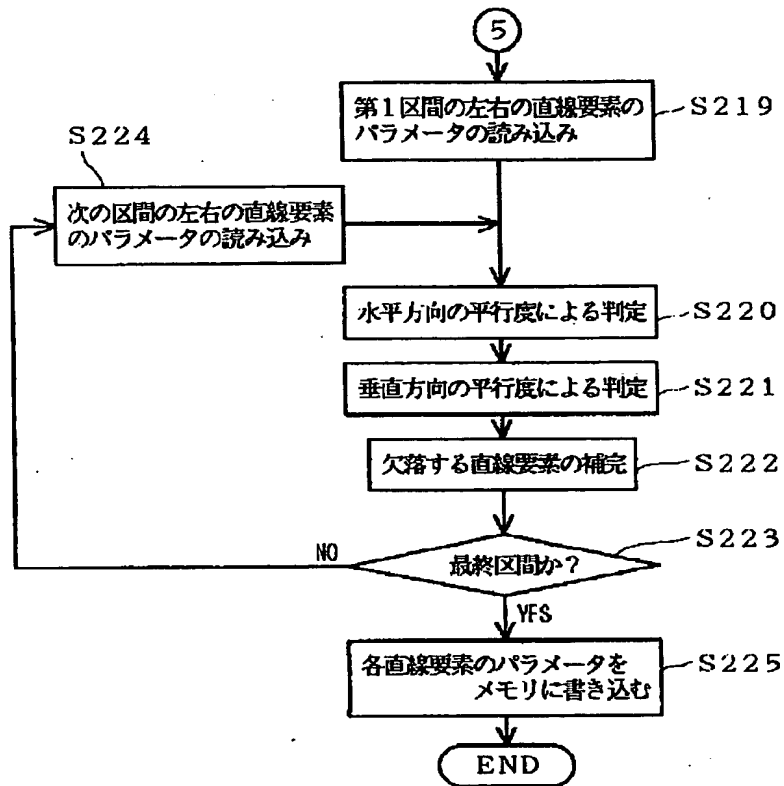 5
第1区間の左右の直線要素の
パラメータの読み込み
S219
S224
次の区間の左右の直線要素
のパラメータの読み込み
水平方向の平行度による判定
S220
垂直方向の平行度による判定
S221
欠落する直線要素の補完
S222
S223
NO
最終区間か?
YES
各直線要素のパラメータを
メモリに書き込む
S225
END